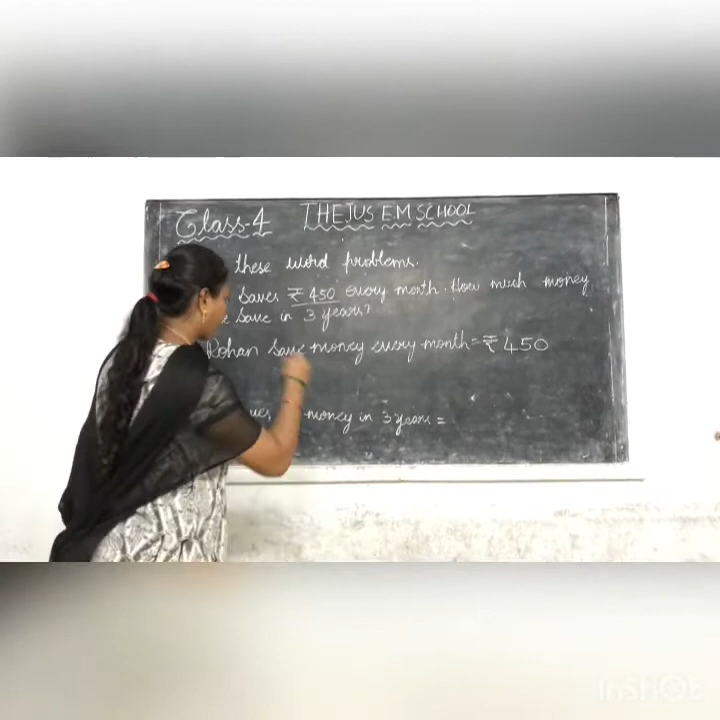 Class-4 THEJUS E.M SCHOOL
these word problems.
saves ₹ 450 every month. How much money
save in 3 years?
Rohan save money every month = ₹ 450
money in 3 years =
InSHOt